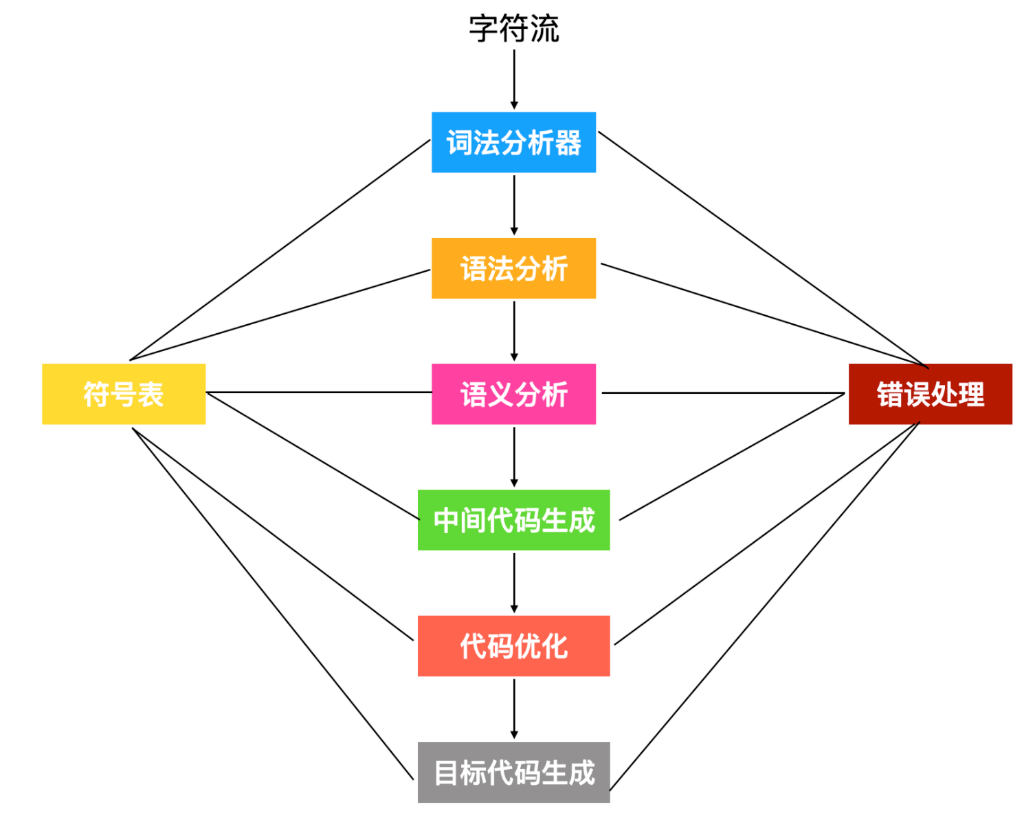 字符流
词法分析器
语法分析
符号表
语义分析
错误处理
中间代码生成
代码优化
目标代码生成